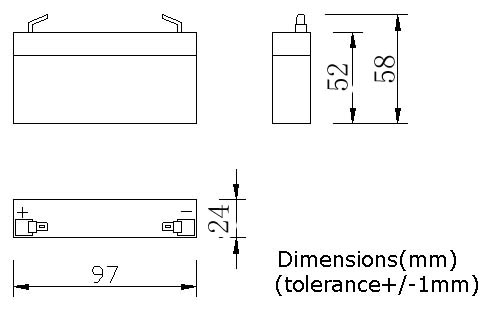 52
58
+ −
24
97
Dimensions(mm)
(tolerance+/-1mm)